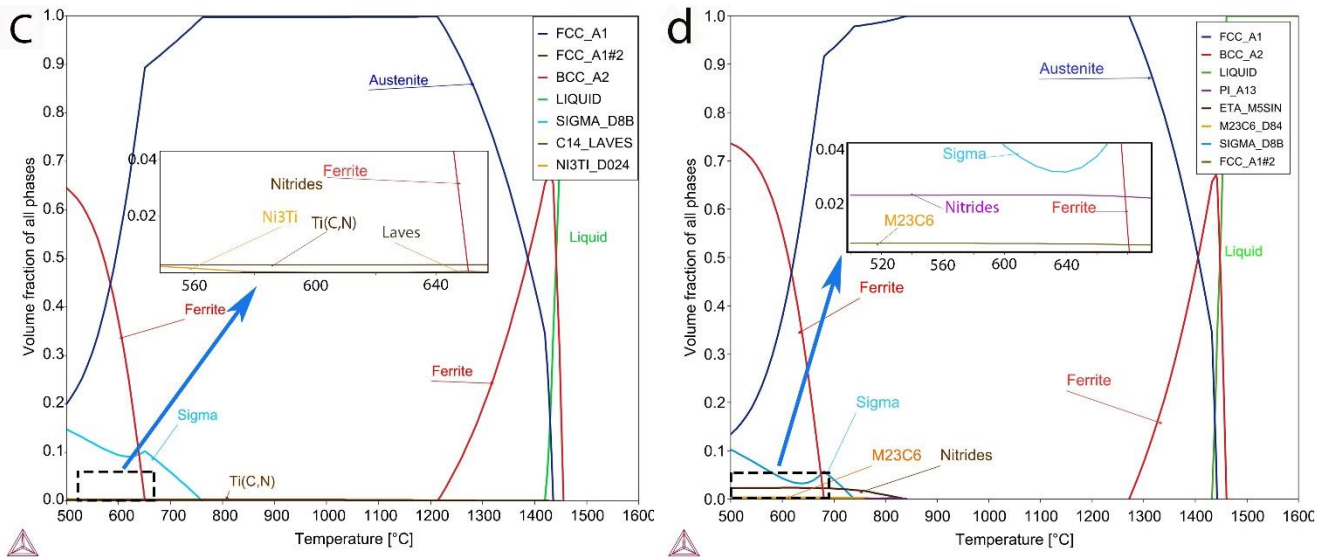 c
Volume fraction of all phases
1.0
0.9
0.8
0.7
0.6
0.5
0.4
0.3
0.2
0.1
0.0
500 600 700 800 900 1000 1100 1200 1300 1400 1500 1600
Temperature [°C]
FCC_A1
FCC_A1#2
BCC_A2
LIQUID
SIGMA_D8B
C14_LAVES
NI3TI_D024
Austenite
0.04
0.02
Ferrite
Nitrides
Ni3Ti
Ti(C,N)
Laves
560 600 640
Liquid
Ferrite
Ferrite
Sigma
Ti(C,N)
d
Volume fraction of all phases
1.0
0.9
0.8
0.7
0.6
0.5
0.4
0.3
0.2
0.1
0.0
500 600 700 800 900 1000 1100 1200 1300 1400 1500 1600
Temperature [°C]
FCC_A1
BCC_A2
LIQUID
PI_A13
ETA_M5SIN
M23C6_D84
SIGMA_D8B
FCC_A1#2
Austenite
0.04
0.02
Sigma
Nitrides
Ferrite
M23C6
520 560 600 640
Liquid
Ferrite
Ferrite
Sigma
M23C6
Nitrides